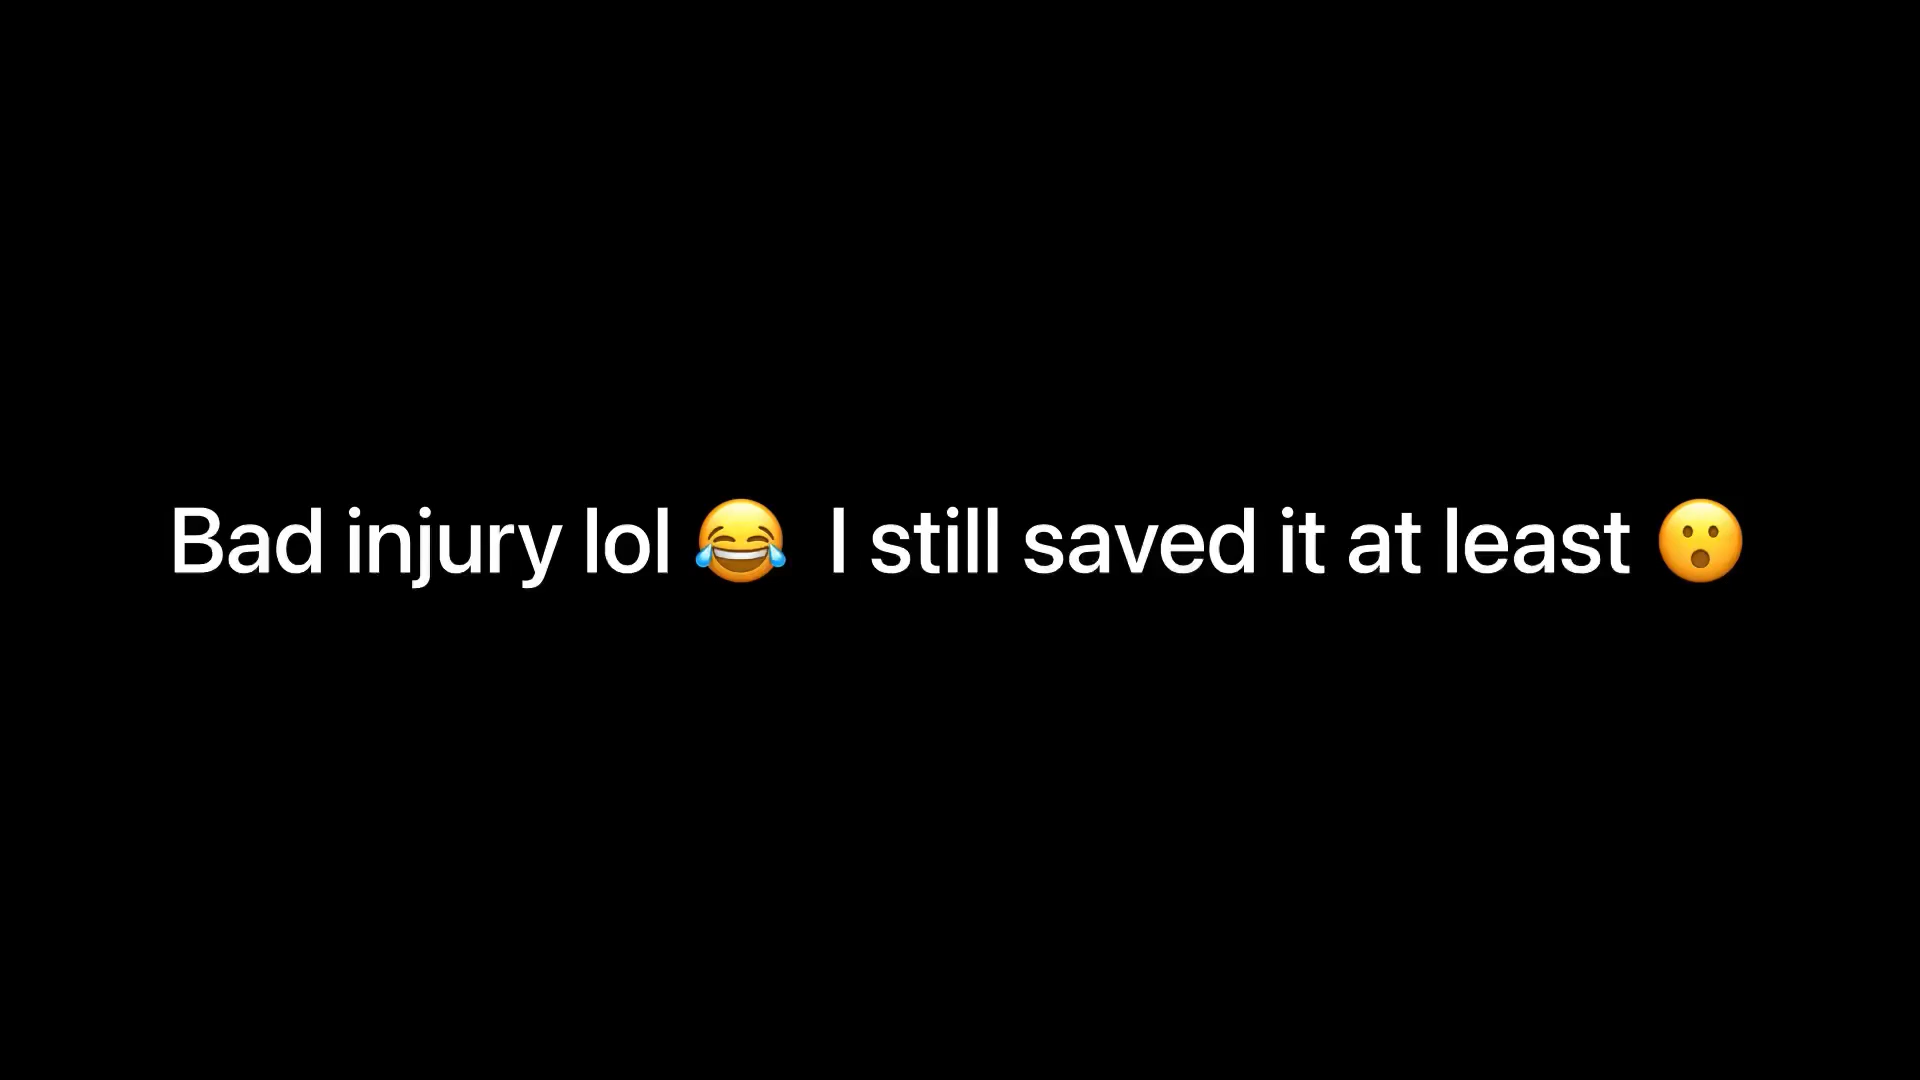 Bad injury lol 😂  I still saved it at least 😮